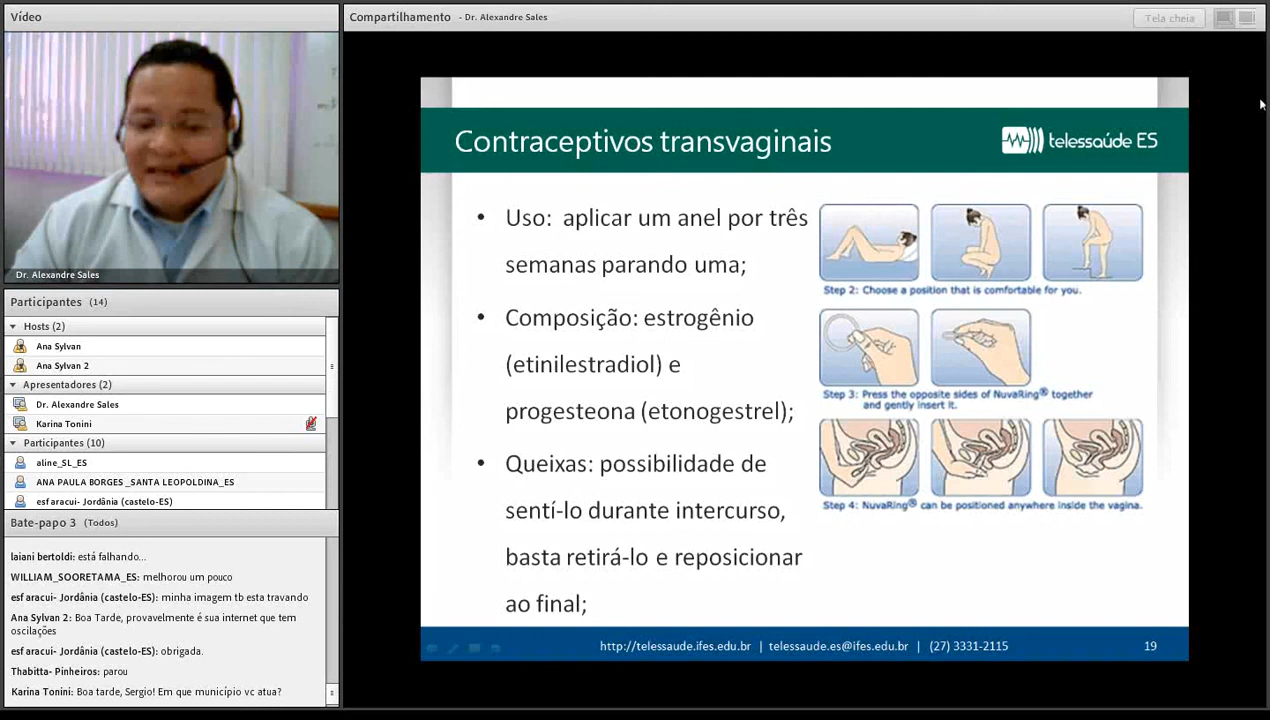 Vídeo
Dr. Alexandre Sales
Participantes (14)
Hosts (2)
Ana Sylvan
Ana Sylvan 2
Apresentadores (2)
Dr. Alexandre Sales
Karina Tonini
Participantes (10)
aline_SL_ES
ANA PAULA BORGES _SANTA LEOPOLDINA_ES
esf aracui- Jordânia (castelo-ES)
Bate-papo 3 (Todos)
laiani bertoldi: está falhando...
WILLIAM_SOORETAMA_ES: melhorou um pouco
esf aracui- Jordânia (castelo-ES): minha imagem tb esta travando
Ana Sylvan 2: Boa Tarde, provavelmente é sua internet que tem
oscilações
esf aracui- Jordânia (castelo-ES): obrigada.
Thabitta- Pinheiros: parou
Karina Tonini: Boa tarde, Sergio! Em que município vc atua?
Compartilhamento - Dr. Alexandre Sales
Tela cheia
Contraceptivos transvaginais
telessaúde ES
• Uso: aplicar um anel por três
semanas parando uma;
• Composição: estrogênio
(etinilestradiol) e
progesteona (etonogestrel);
• Queixas: possibilidade de
sentí-lo durante intercurso,
basta retirá-lo e reposicionar
ao final;
Step 2: Choose a position that is comfortable for you.
Step 3: Press the opposite sides of NuvaRing® together
and gently insert it.
Step 4: NuvaRing® can be positioned anywhere inside the vagina.
http://telessaude.ifes.edu.br | telessaude.es@ifes.edu.br | (27) 3331-2115
19